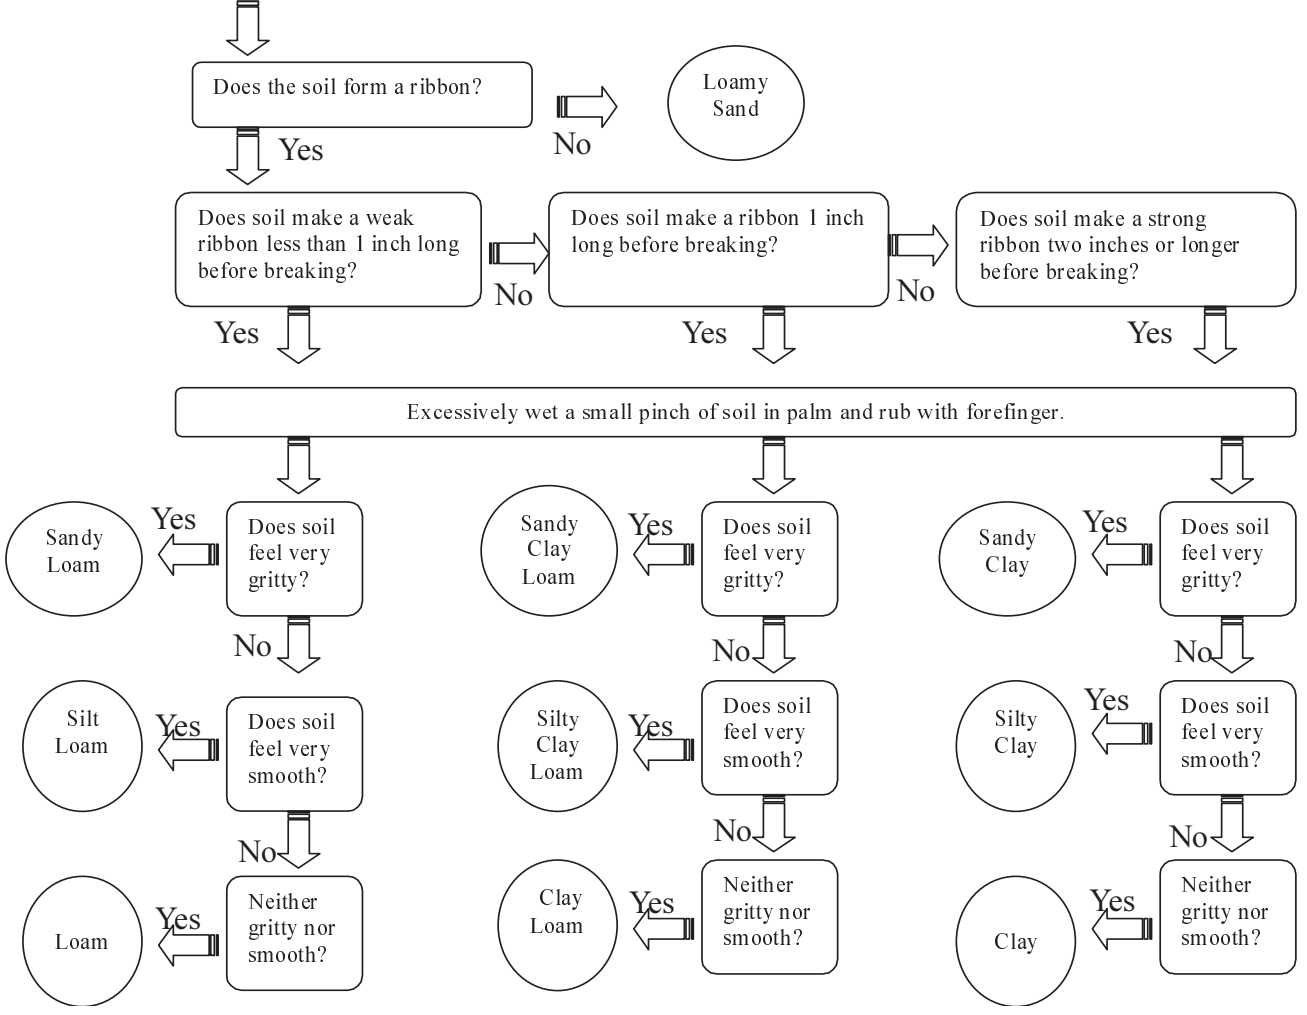 Does the soil form a ribbon?
Loamy
Sand
No
Yes
Does soil make a weak
ribbon less than 1 inch long
before breaking?
No
Does soil make a ribbon 1 inch
long before breaking?
No
Does soil make a strong
ribbon two inches or longer
before breaking?
Yes
Yes
Yes
Excessively wet a small pinch of soil in palm and rub with forefinger.
Sandy
Loam
Yes
Does soil
feel very
gritty?
Sandy
Clay
Loam
Yes
Does soil
feel very
gritty?
Sandy
Clay
Yes
Does soil
feel very
gritty?
No
No
No
Silt
Loam
Yes
Does soil
feel very
smooth?
Silty
Clay
Loam
Yes
Does soil
feel very
smooth?
Silty
Clay
Yes
Does soil
feel very
smooth?
No
No
No
Loam
Yes
Neither
gritty nor
smooth?
Clay
Loam
Yes
Neither
gritty nor
smooth?
Clay
Yes
Neither
gritty nor
smooth?